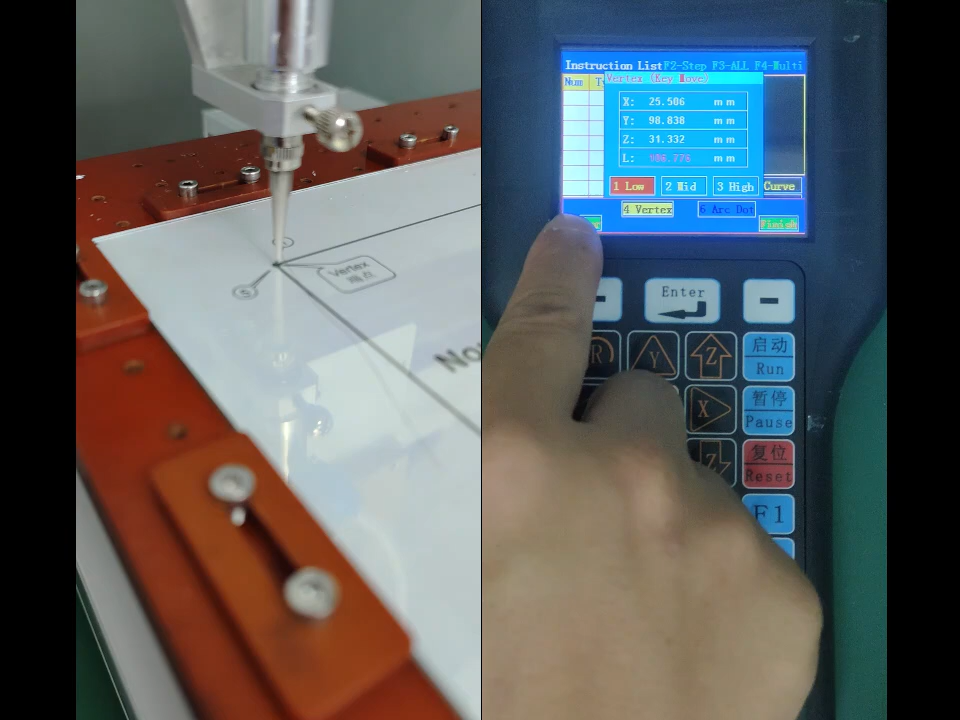 Vertex
端点
S
Instruction List F2-Step F3-ALL F4-Multi
Num
Vertex (Key Move)
X: 25.506 mm
Y: 98.838 mm
Z: 31.332 mm
L: 106.775 mm
1 Low
2 Mid
3 High
Curve
4 Vertex
6 Arc Dot
Finish
Enter
R
Y
Z
启动
Run
X
暂停
Pause
Z
复位
Reset
F1